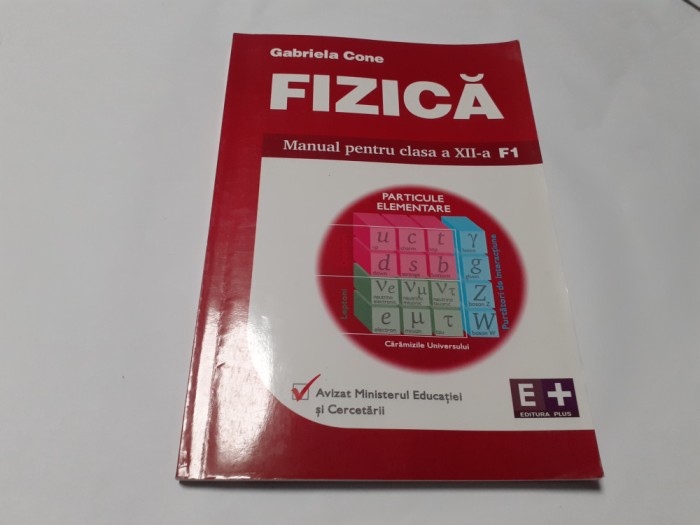 Gabriela Cone
FIZICĂ
Manual pentru clasa a XII-a F1
PARTICULE
ELEMENTARE
u c t γ
d s b g
νe νμ ντ Z
e μ τ W
Leptoni
Purtători de interacțiune
Cărămizile Universului
Avizat Ministerul Educației
și Cercetării
E+
EDITURA PLUS